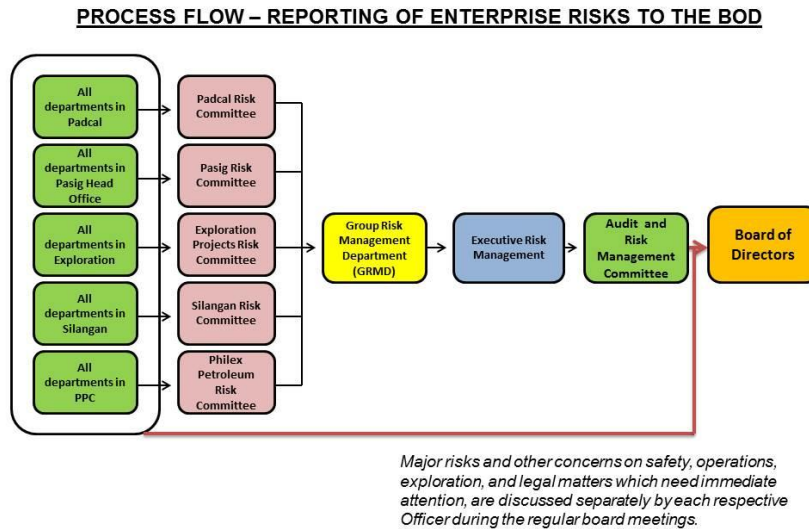 PROCESS FLOW – REPORTING OF ENTERPRISE RISKS TO THE BOD
All
departments in
Padcal
Padcal Risk
Committee
All
departments in
Pasig Head
Office
Pasig Risk
Committee
All
departments in
Exploration
Exploration
Projects Risk
Committee
Group Risk
Management
Department
(GRMD)
Executive Risk
Management
Audit and
Risk
Management
Committee
Board of
Directors
All
departments in
Silangan
Silangan Risk
Committee
All
departments in
PPC
Philex
Petroleum
Risk
Committee
Major risks and other concerns on safety, operations,
exploration, and legal matters which need immediate
attention, are discussed separately by each respective
Officer during the regular board meetings.